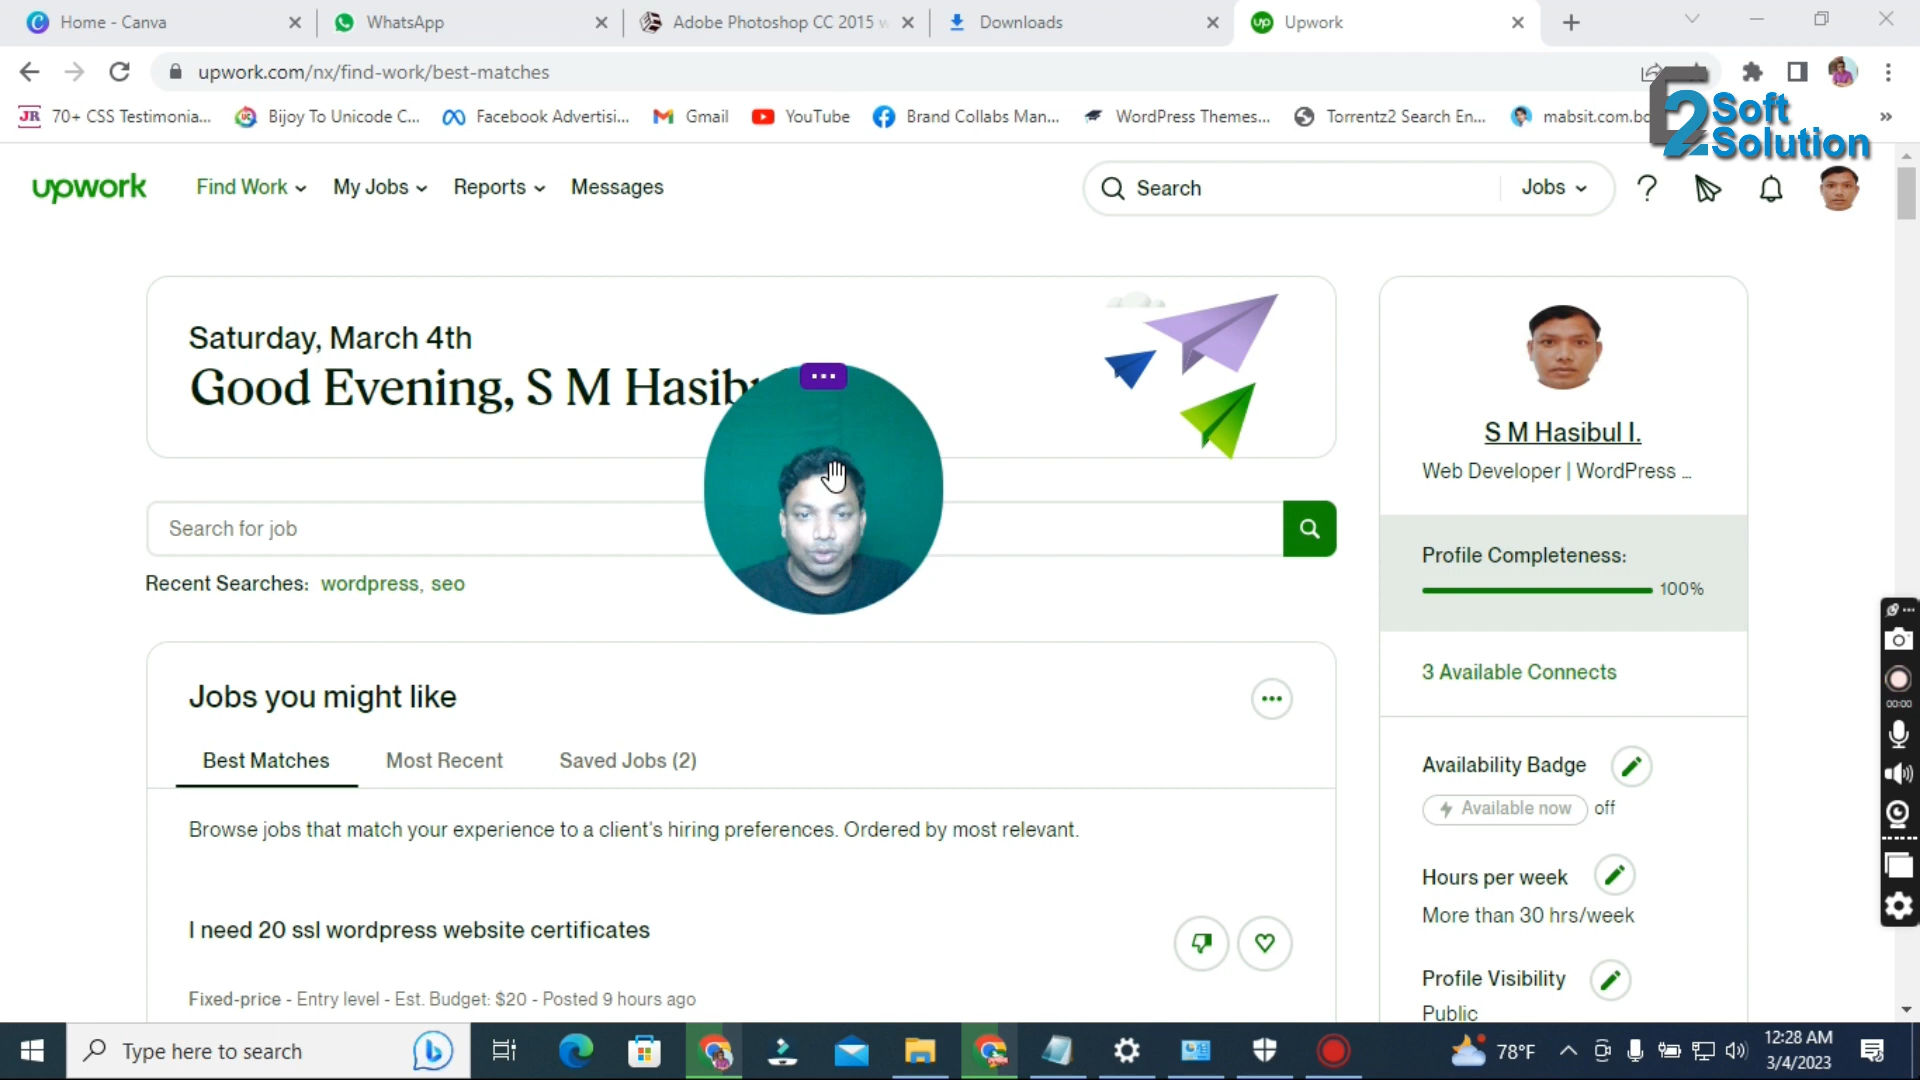 Home - Canva
WhatsApp
Adobe Photoshop CC 2015 w
Downloads
up Upwork
upwork.com/nx/find-work/best-matches
JR 70+ CSS Testimonia...
Bijoy To Unicode C...
Facebook Advertisi...
Gmail
YouTube
Brand Collabs Man...
WordPress Themes...
Torrentz2 Search En...
mabsit.com.b
2 Soft
Solution
upwork
Find Work
My Jobs
Reports
Messages
Search
Jobs
Saturday, March 4th
Good Evening, S M Hasib
S M Hasibul I.
Web Developer | WordPress ...
Search for job
Recent Searches: wordpress, seo
Profile Completeness:
100%
3 Available Connects
Jobs you might like
Best Matches
Most Recent
Saved Jobs (2)
Browse jobs that match your experience to a client's hiring preferences. Ordered by most relevant.
Availability Badge
Available now off
Hours per week
More than 30 hrs/week
Profile Visibility
Public
I need 20 ssl wordpress website certificates
Fixed-price - Entry level - Est. Budget: $20 - Posted 9 hours ago
00:00
Type here to search
78°F
12:28 AM
3/4/2023